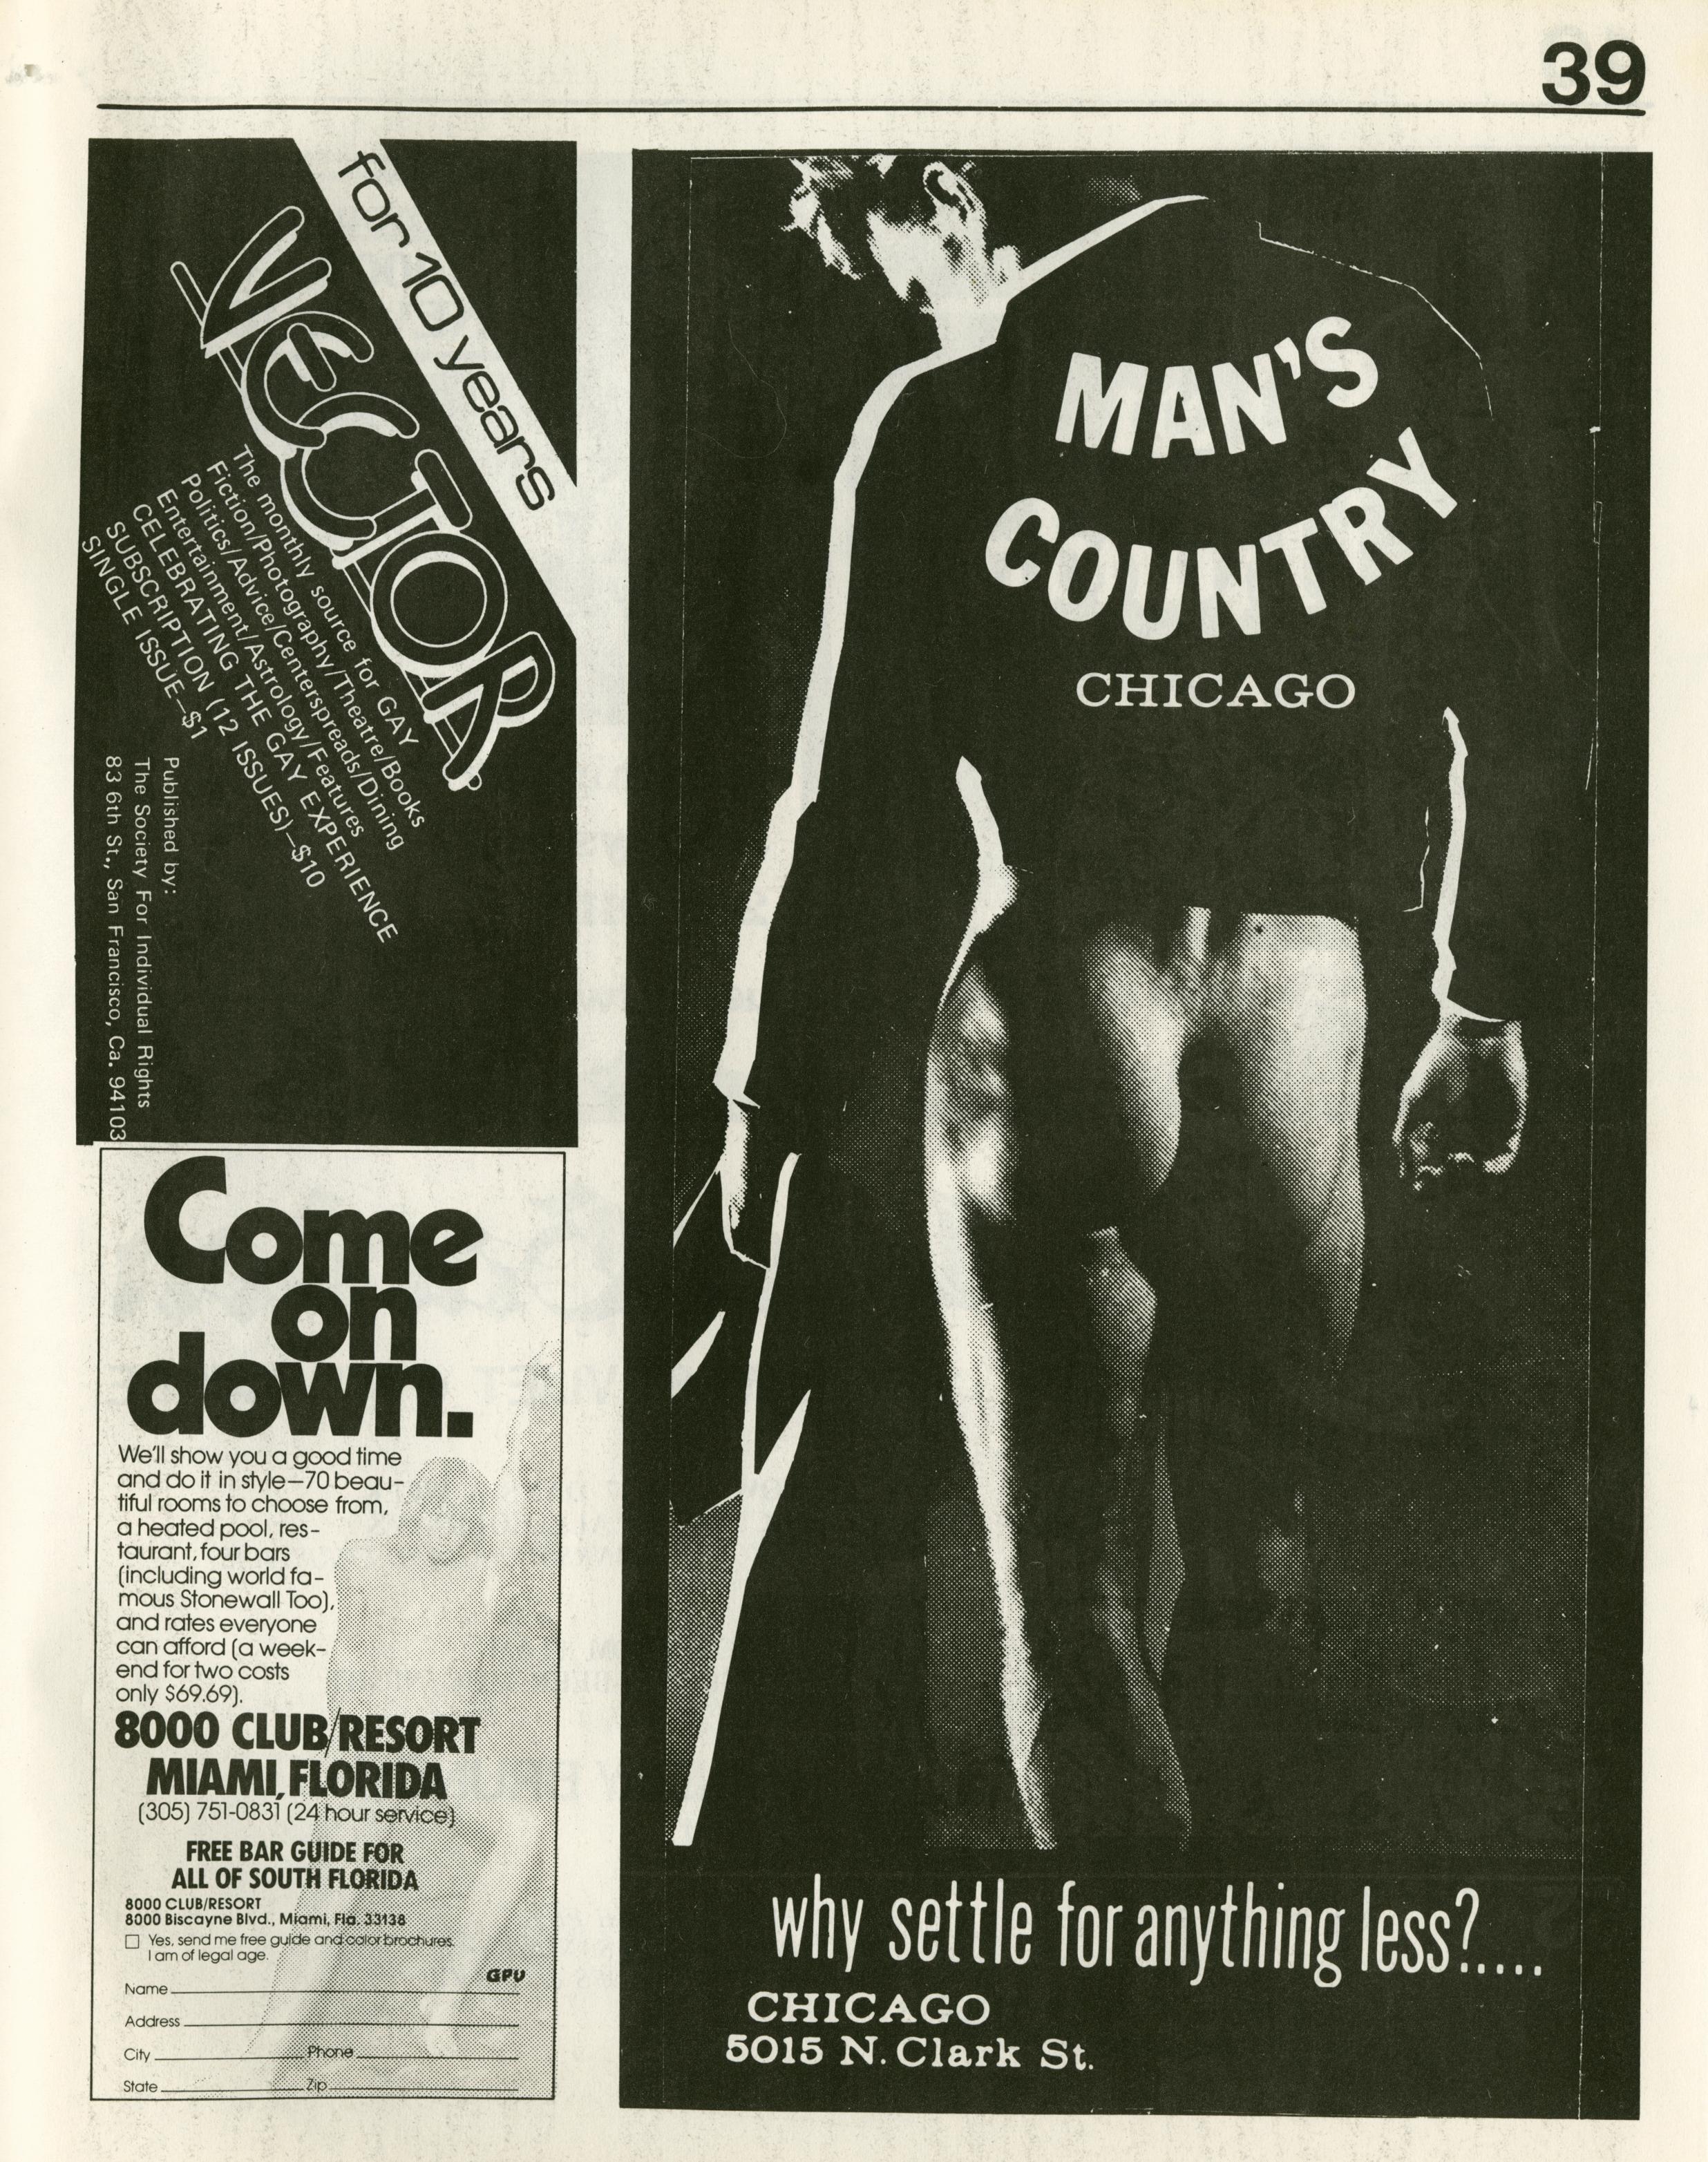 39
for 10 years
VECTOR
The monthly source for GAY
Fiction/Photography/Theatre/Books
Politics/Advice/Centerspreads/Dining
Entertainment/Astrology/Features
CELEBRATING THE GAY EXPERIENCE
SUBSCRIPTION (12 ISSUES)—$10
SINGLE ISSUE—$1
Published by:
The Society For Individual Rights
83 6th St., San Francisco, Ca. 94103
Come
on
down.
We'll show you a good time
and do it in style—70 beau-
tiful rooms to choose from,
a heated pool, res-
taurant, four bars
(including world fa-
mous Stonewall Too),
and rates everyone
can afford (a week-
end for two costs
only $69.69).
8000 CLUB/RESORT
MIAMI, FLORIDA
(305) 751-0831 (24 hour service)
FREE BAR GUIDE FOR
ALL OF SOUTH FLORIDA
8000 CLUB/RESORT
8000 Biscayne Blvd., Miami, Fla. 33138
Yes, send me free guide and color brochures.
I am of legal age.
GPU
Name
Address
City Phone
State Zip
MAN'S
COUNTRY
CHICAGO
why settle for anything less?.....
CHICAGO
5015 N. Clark St.